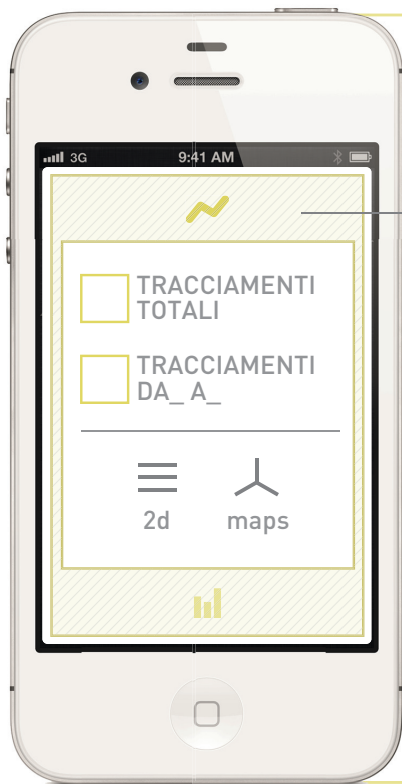 3G 9:41 AM
TRACCIAMENTI
TOTALI
TRACCIAMENTI
DA_ A_
2d maps